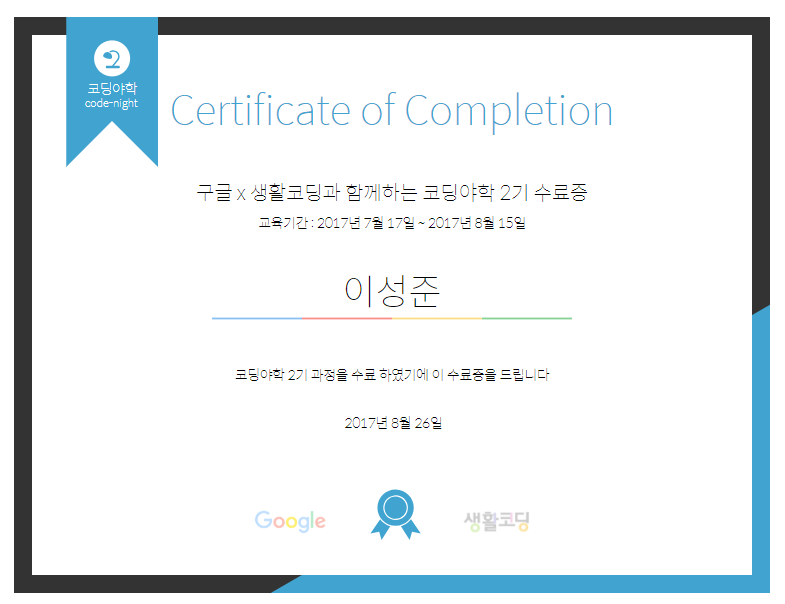 코딩야학
code-night
Certificate of Completion
구글 x 생활코딩과 함께하는 코딩야학 2기 수료증
교육기간 : 2017년 7월 17일 ~ 2017년 8월 15일
이성준
코딩야학 2기 과정을 수료 하였기에 이 수료증을 드립니다
2017년 8월 26일
Google 생활코딩